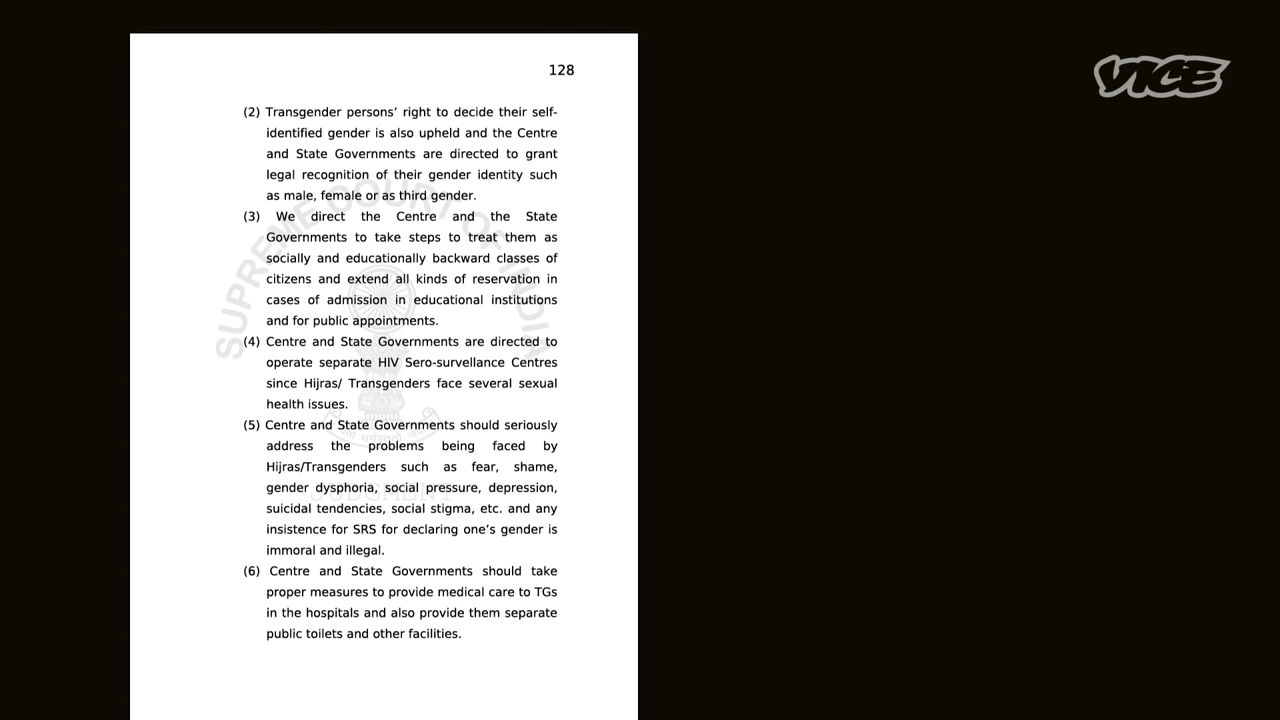 128
VICE
(2) Transgender persons’ right to decide their self-
identified gender is also upheld and the Centre
and State Governments are directed to grant
legal recognition of their gender identity such
as male, female or as third gender.
(3) We direct the Centre and the State
Governments to take steps to treat them as
socially and educationally backward classes of
citizens and extend all kinds of reservation in
cases of admission in educational institutions
and for public appointments.
(4) Centre and State Governments are directed to
operate separate HIV Sero-survellance Centres
since Hijras/ Transgenders face several sexual
health issues.
(5) Centre and State Governments should seriously
address the problems being faced by
Hijras/Transgenders such as fear, shame,
gender dysphoria, social pressure, depression,
suicidal tendencies, social stigma, etc. and any
insistence for SRS for declaring one’s gender is
immoral and illegal.
(6) Centre and State Governments should take
proper measures to provide medical care to TGs
in the hospitals and also provide them separate
public toilets and other facilities.
SUPREME COURT OF INDIA
JUDGMENT